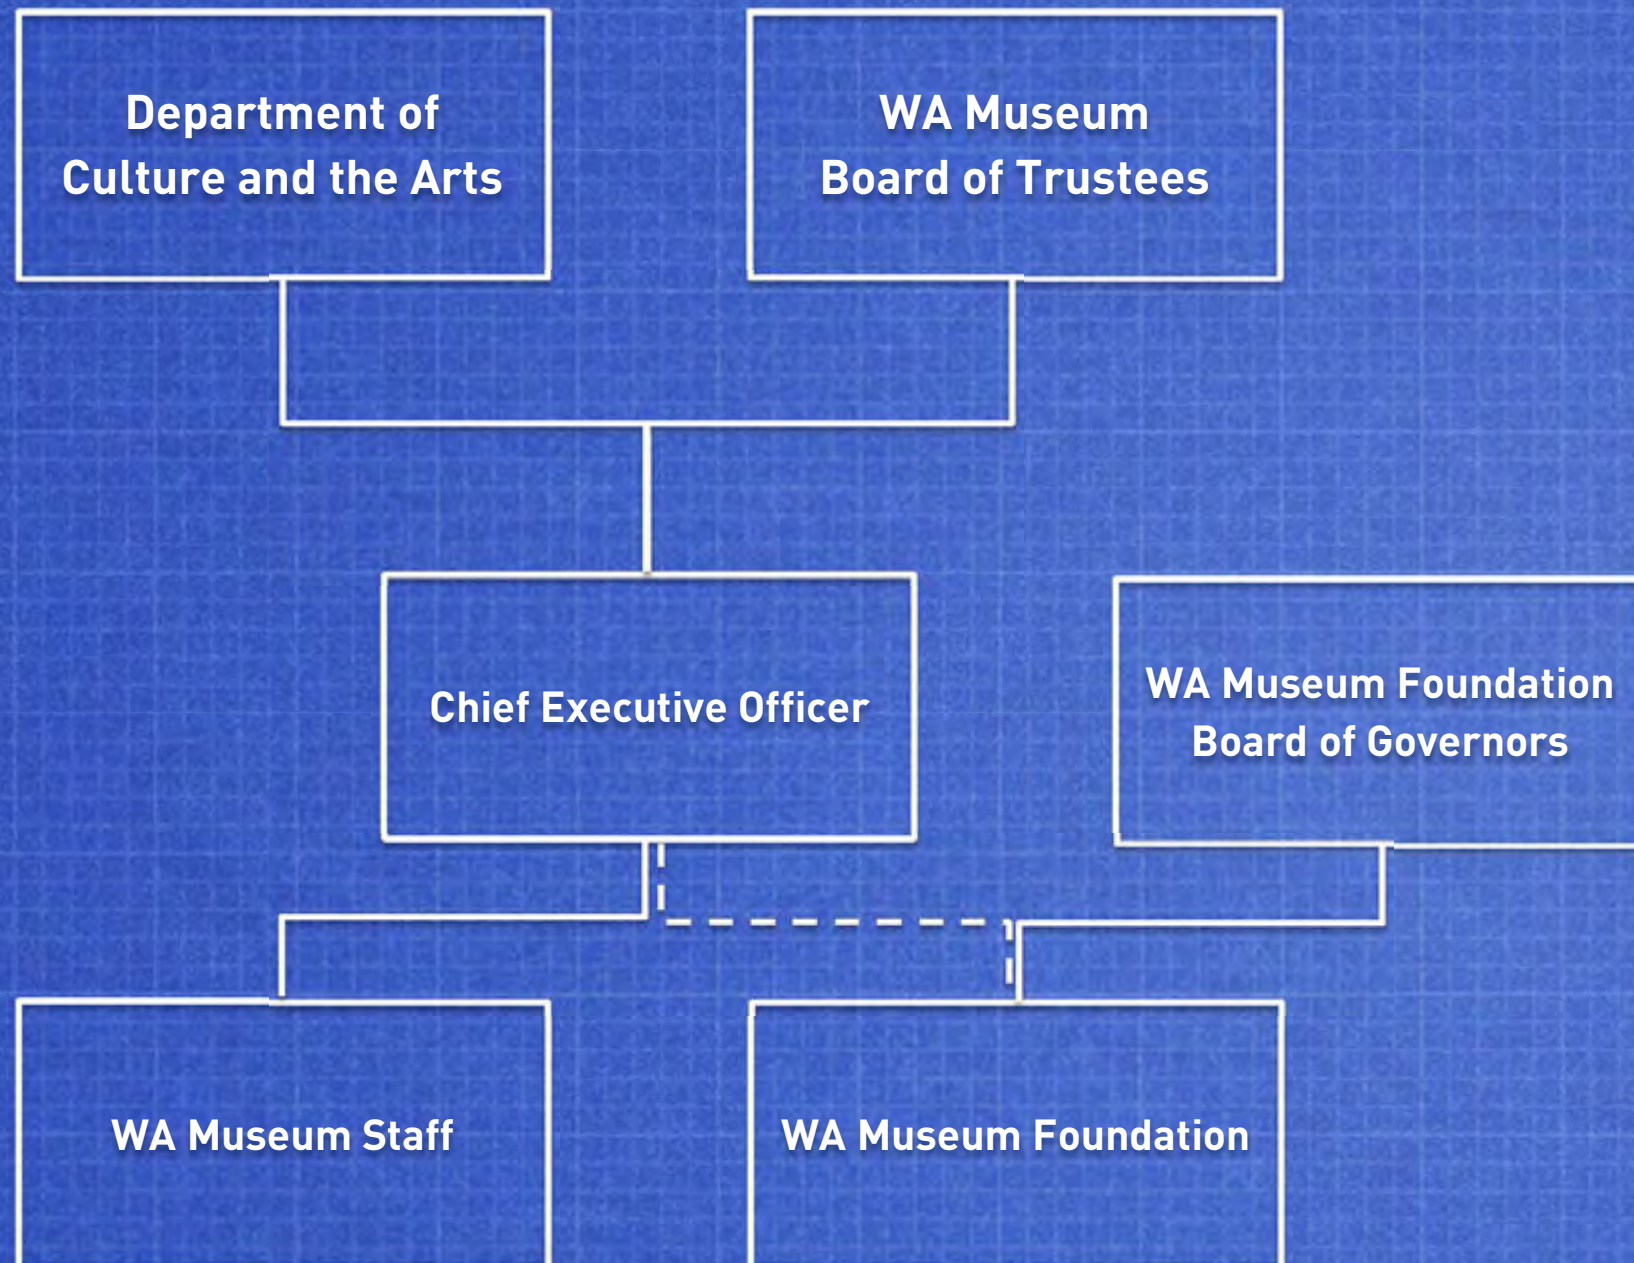 Department of
Culture and the Arts
WA Museum
Board of Trustees
Chief Executive Officer
WA Museum Foundation
Board of Governors
WA Museum Staff
WA Museum Foundation